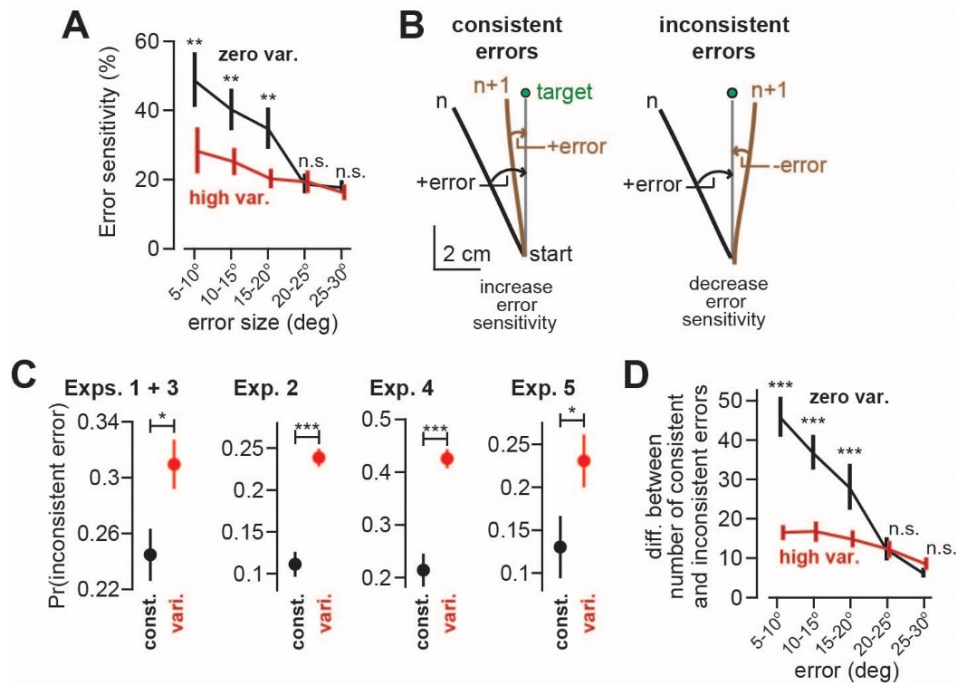 A
Error sensitivity (%)
60
40
20
0
zero var.
**
**
**
n.s.
n.s.
high var.
5-10°
10-15°
15-20°
20-25°
25-30°
error size (deg)
B
consistent
errors
n
n+1
target
+error
+error
2 cm
start
increase
error
sensitivity
inconsistent
errors
n
n+1
+error
-error
decrease
error
sensitivity
C
Exps. 1 + 3
Pr(inconsistent error)
0.34
0.3
0.26
0.22
*
const.
vari.
Exp. 2
0.25
0.2
0.15
0.1
***
const.
vari.
Exp. 4
0.5
0.4
0.3
0.2
***
const.
vari.
Exp. 5
0.25
0.2
0.15
0.1
*
const.
vari.
D
diff. between
number of consistent
and inconsistent errors
50
40
30
20
10
0
zero var.
***
***
***
n.s.
n.s.
high var.
5-10°
10-15°
15-20°
20-25°
25-30°
error (deg)